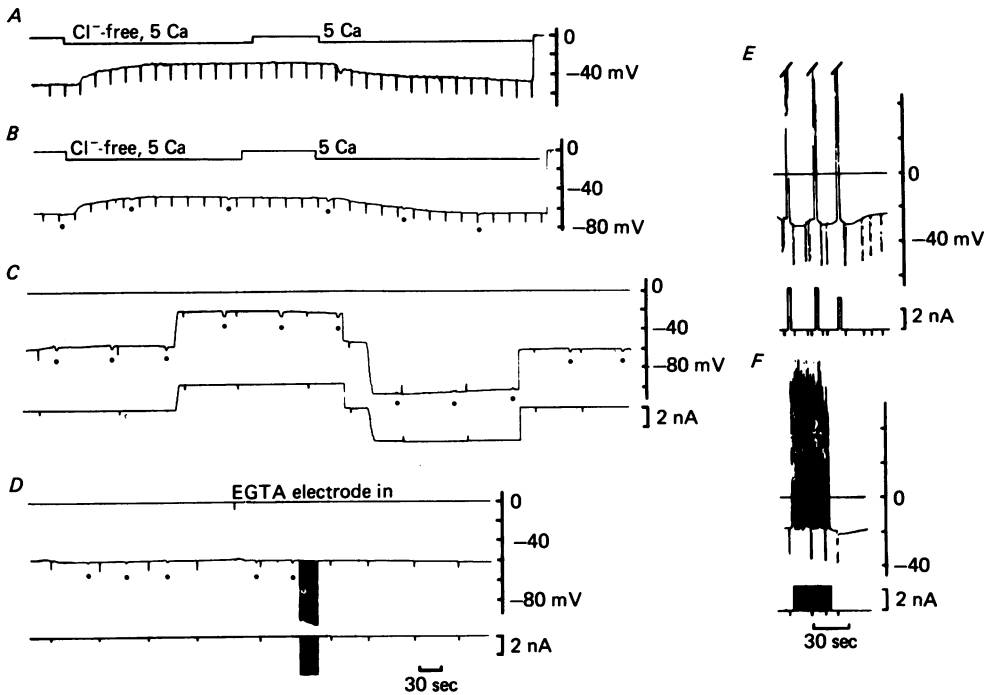 A
Cl⁻-free, 5 Ca
5 Ca
0
−40 mV
B
Cl⁻-free, 5 Ca
5 Ca
0
−40
−80 mV
C
0
−40
−80 mV
2 nA
D
EGTA electrode in
0
−40
−80 mV
2 nA
30 sec
E
0
−40 mV
2 nA
F
0
−40
2 nA
30 sec